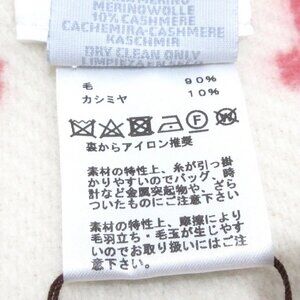 MERINOWOLLE
10% CASHMERE
CACHEMIRA-CASHMERE
KASCHMIR
DRY CLEAN ONLY
毛 90%
カシミヤ 10%
裏からアイロン推奨
素材の特性上、糸が引っ掛
かりやすいのでバッグ、時
計など金属突起物や、ざら
ついたものにご注意下さい
素材の特性上、摩擦により
毛羽立ち・毛玉が生じやす
いのでお取り扱いにはご注
意下さい